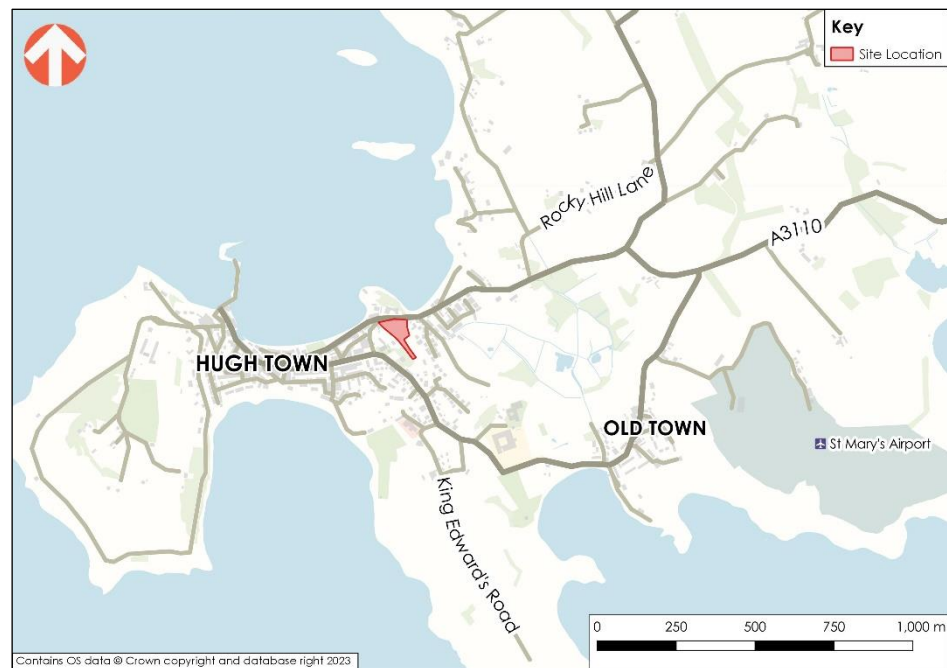 Key
Site Location
Rocky Hill Lane
A3110
HUGH TOWN
OLD TOWN
St Mary's Airport
King Edward's Road
0 250 500 750 1,000 m
Contains OS data © Crown copyright and database right 2023